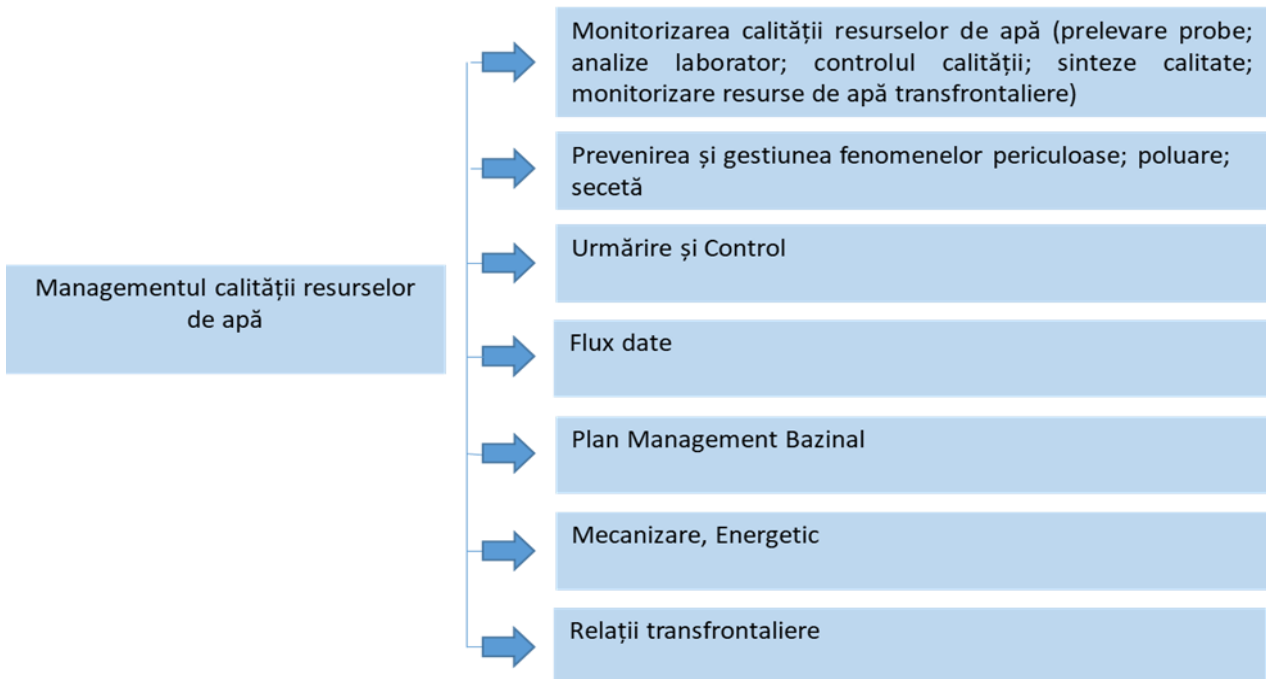 Managementul calității resurselor
de apă
Monitorizarea calității resurselor de apă (prelevare probe;
analize laborator; controlul calității; sinteze calitate;
monitorizare resurse de apă transfrontaliere)
Prevenirea și gestiunea fenomenelor periculoase; poluare;
secetă
Urmărire și Control
Flux date
Plan Management Bazinal
Mecanizare, Energetic
Relații transfrontaliere